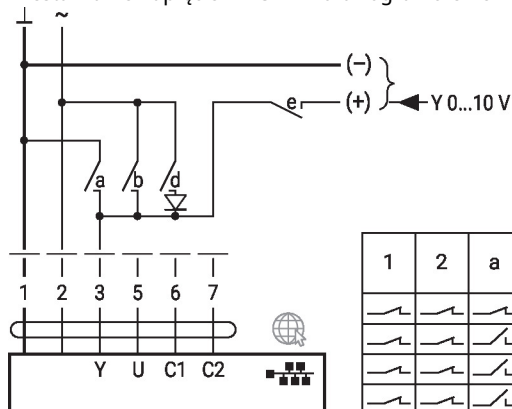 ~
(–)
(+)
Y 0...10 V
e
a
b
d
1 2 3 5 6 7
Y U C1 C2
1 2 a